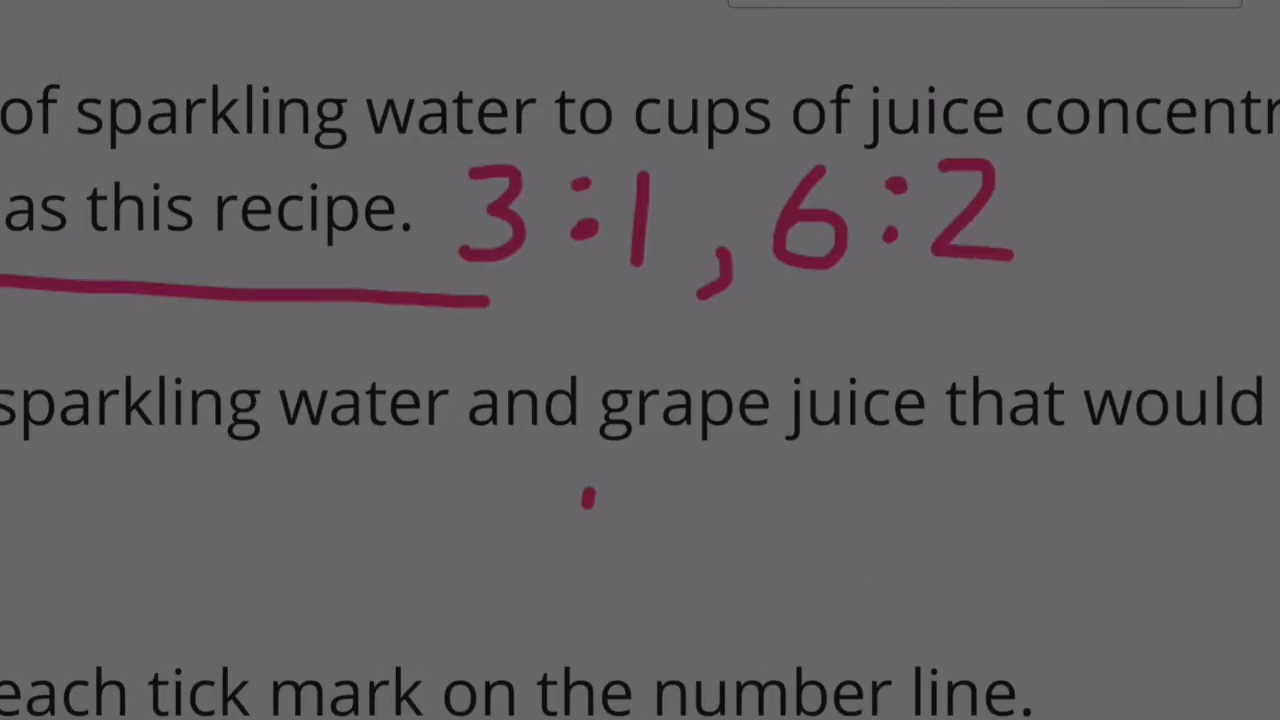 of sparkling water to cups of juice
as this recipe. 3:1, 6:2
sparkling water and grape juice that would
each tick mark on the number line.